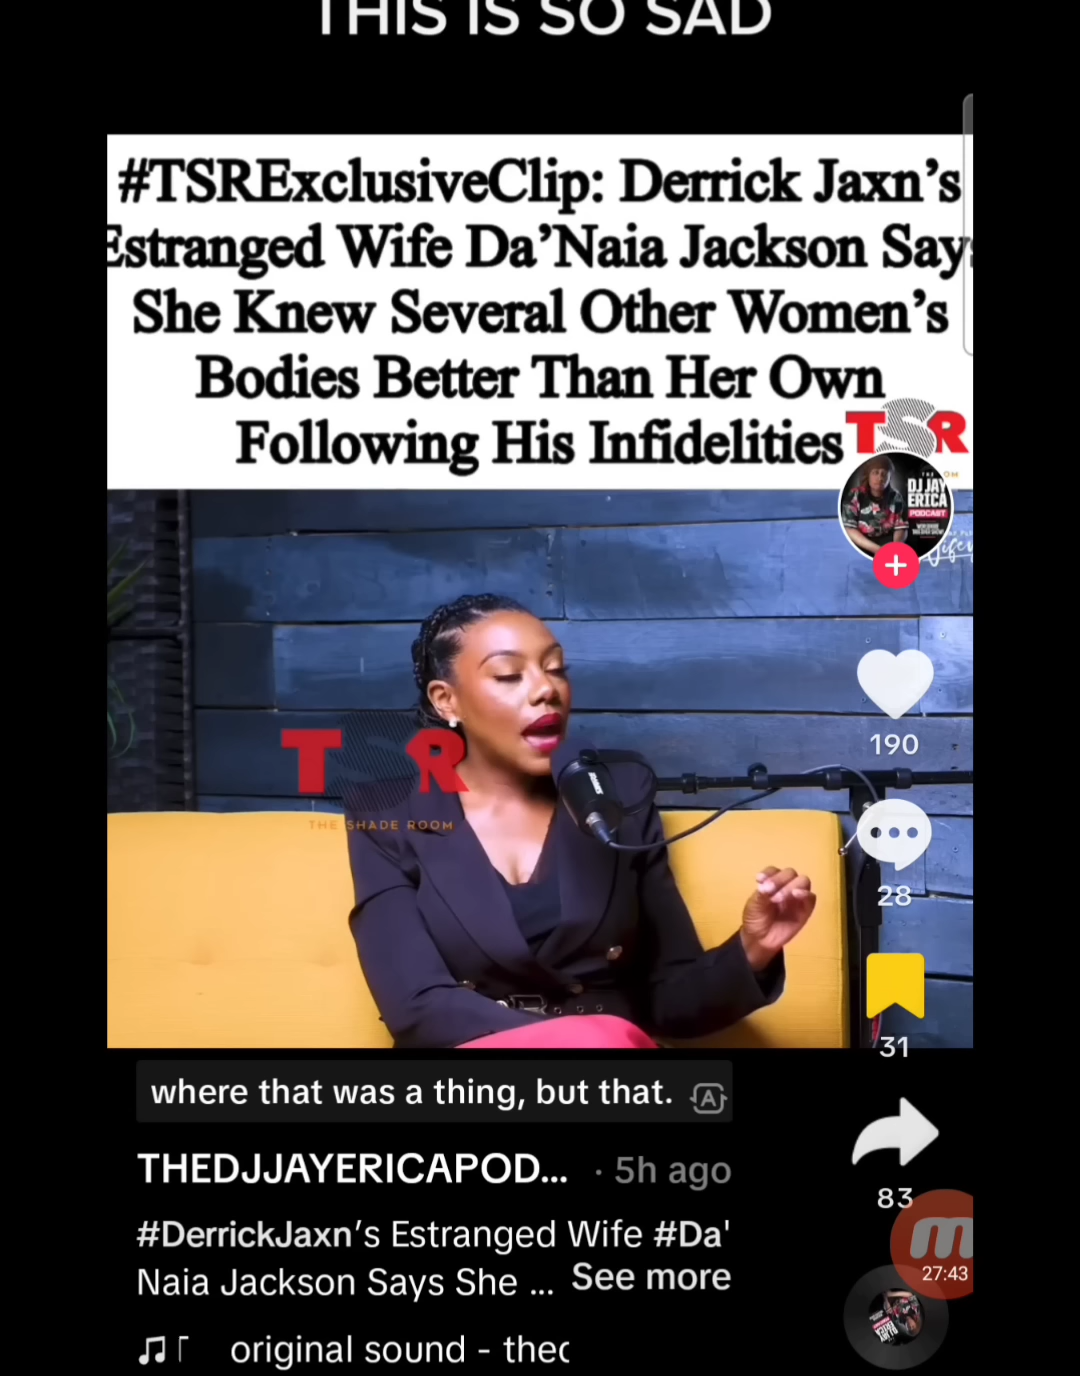 THIS IS SO SAD
#TSRExclusiveClip: Derrick Jaxn’s
Estranged Wife Da’Naia Jackson Says
She Knew Several Other Women’s
Bodies Better Than Her Own
Following His Infidelities
TSR
THE
DJ JAY
ERICA
PODCAST
190
TSR
THE SHADE ROOM
28
31
where that was a thing, but that.
THEDJJAYERICAPOD... · 5h ago
83
#DerrickJaxn’s Estranged Wife #Da'
Naia Jackson Says She ... See more
27:43
original sound - thec